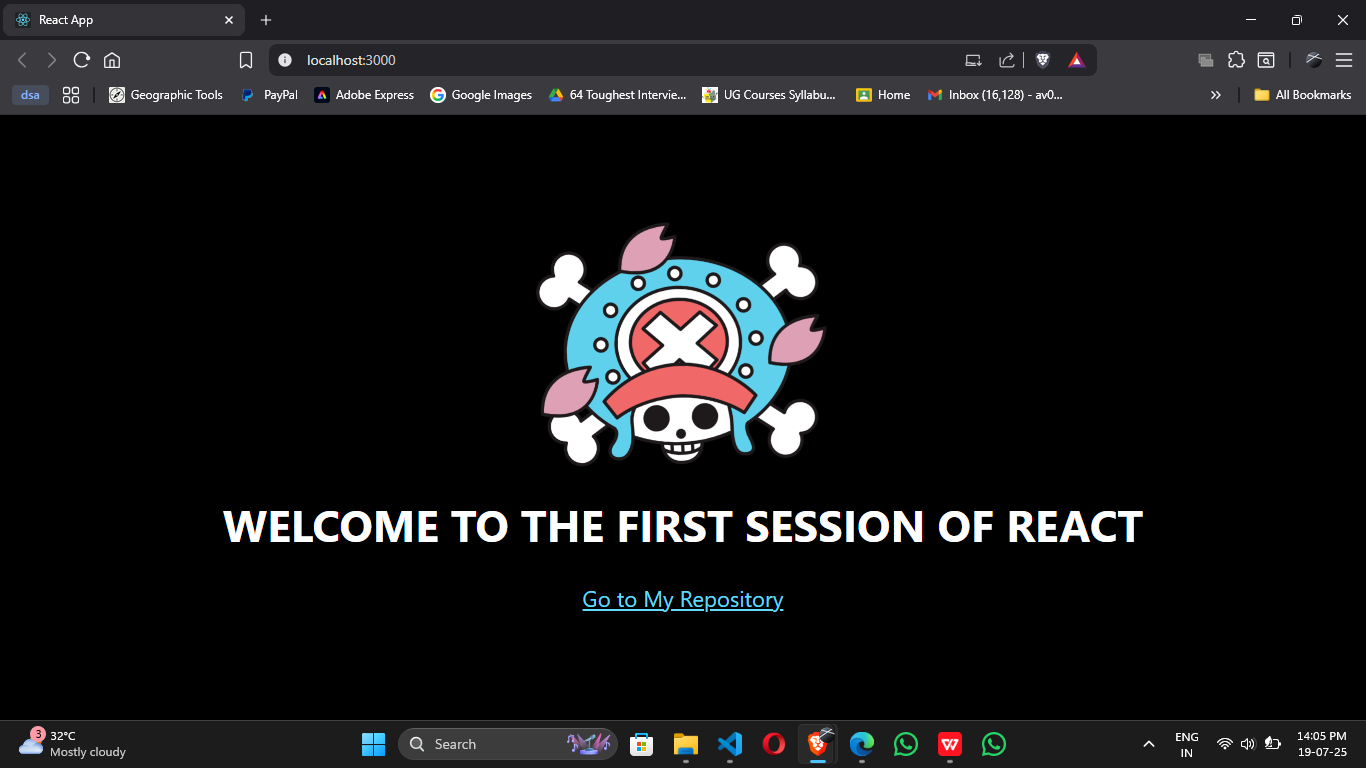 React App
localhost:3000
dsa
Geographic Tools
PayPal
Adobe Express
Google Images
64 Toughest Intervie...
UG Courses Syllabu...
Home
Inbox (16,128) - av0...
All Bookmarks
WELCOME TO THE FIRST SESSION OF REACT
Go to My Repository
3
32°C
Mostly cloudy
Search
ENG
IN
14:05 PM
19-07-25